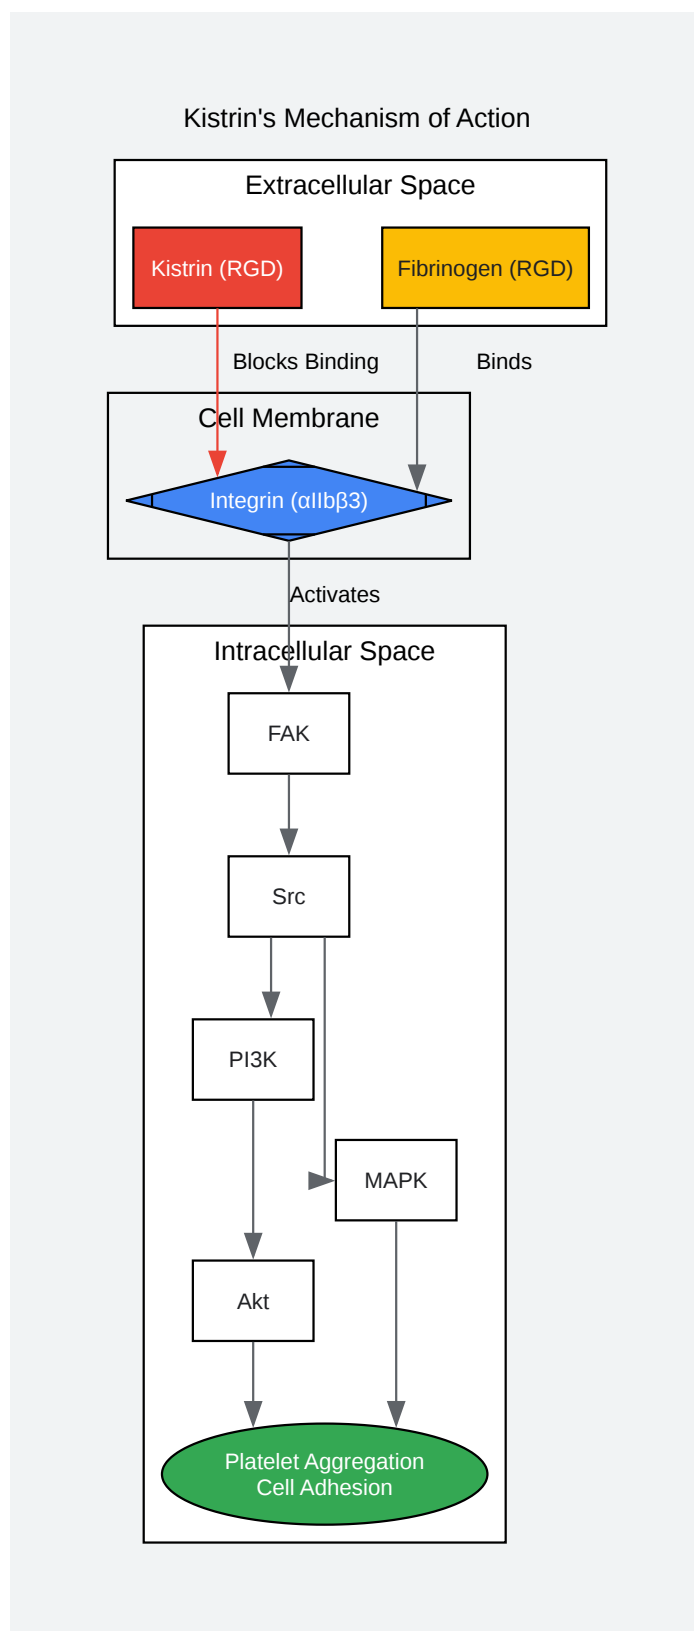 Kistrin's Mechanism of Action
Extracellular Space
Kistrin (RGD)
Fibrinogen (RGD)
Blocks Binding
Binds
Cell Membrane
Integrin (αIIbβ3)
Activates
Intracellular Space
FAK
Src
PI3K
MAPK
Akt
Platelet Aggregation
Cell Adhesion